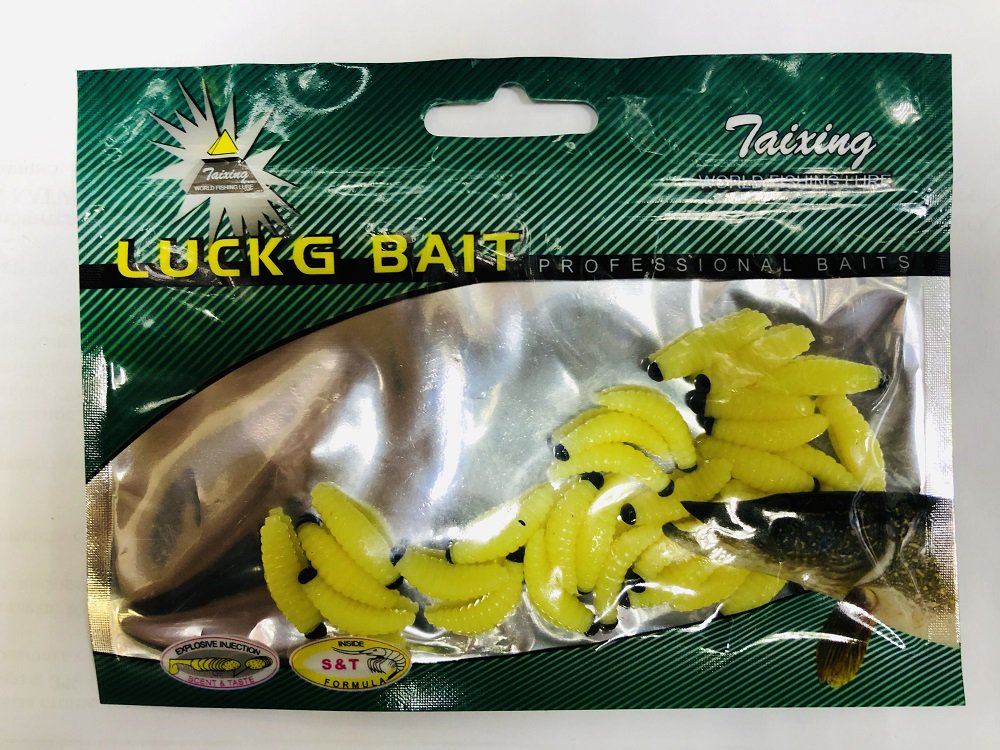 Taixing
WORLD FISHING LURE
Taixing
WORLD FISHING LURE
LUCKG BAIT
PROFESSIONAL BAITS
EXPLOSIVE INJECTION
SCENT & TASTE
INSIDE
S&T
FORMULA